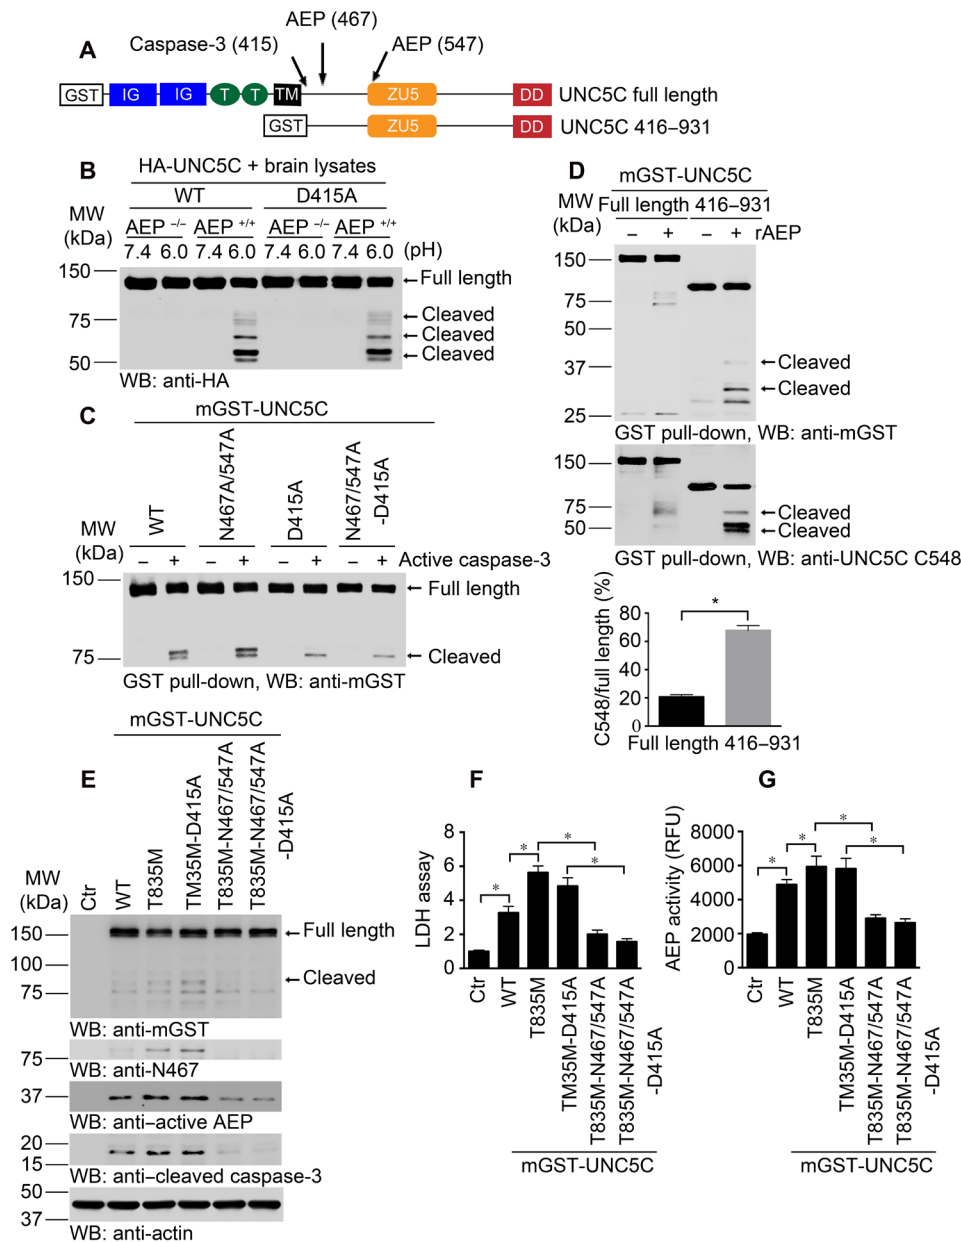 A
AEP (467)
Caspase-3 (415)
AEP (547)
GST IG IG T T TM ZU5 DD UNC5C full length
GST ZU5 DD UNC5C 416–931
B
HA-UNC5C + brain lysates
WT D415A
MW
(kDa)
AEP –/– AEP +/+ AEP –/– AEP +/+
7.4 6.0 7.4 6.0 7.4 6.0 7.4 6.0 (pH)
150
Full length
75
Cleaved
Cleaved
Cleaved
50
WB: anti-HA
C
mGST-UNC5C
WT
N467A/547A
D415A
N467/547A
-D415A
MW
(kDa)
– + – + – + – + Active caspase-3
150
Full length
75
Cleaved
GST pull-down, WB: anti-mGST
D
mGST-UNC5C
MW
(kDa)
Full length 416–931
– + – + rAEP
150
75
50
37
Cleaved
Cleaved
25
GST pull-down, WB: anti-mGST
150
75
Cleaved
50
Cleaved
GST pull-down, WB: anti-UNC5C C548
C548/full length (%)
80
60
40
20
0
*
Full length 416–931
E
mGST-UNC5C
MW
(kDa)
Ctr
WT
T835M
TM35M-D415A
T835M-N467/547A
T835M-N467/547A
-D415A
150
Full length
100
Cleaved
75
WB: anti-mGST
75
WB: anti-N467
37
WB: anti–active AEP
20
15
WB: anti–cleaved caspase-3
50
37
WB: anti-actin
F
LDH assay
8
6
4
2
0
* * * *
Ctr
WT
T835M
TM35M-D415A
T835M-N467/547A
T835M-N467/547A
-D415A
mGST-UNC5C
G
AEP activity (RFU)
8000
6000
4000
2000
0
* * * *
Ctr
WT
T835M
TM35M-D415A
T835M-N467/547A
T835M-N467/547A
-D415A
mGST-UNC5C